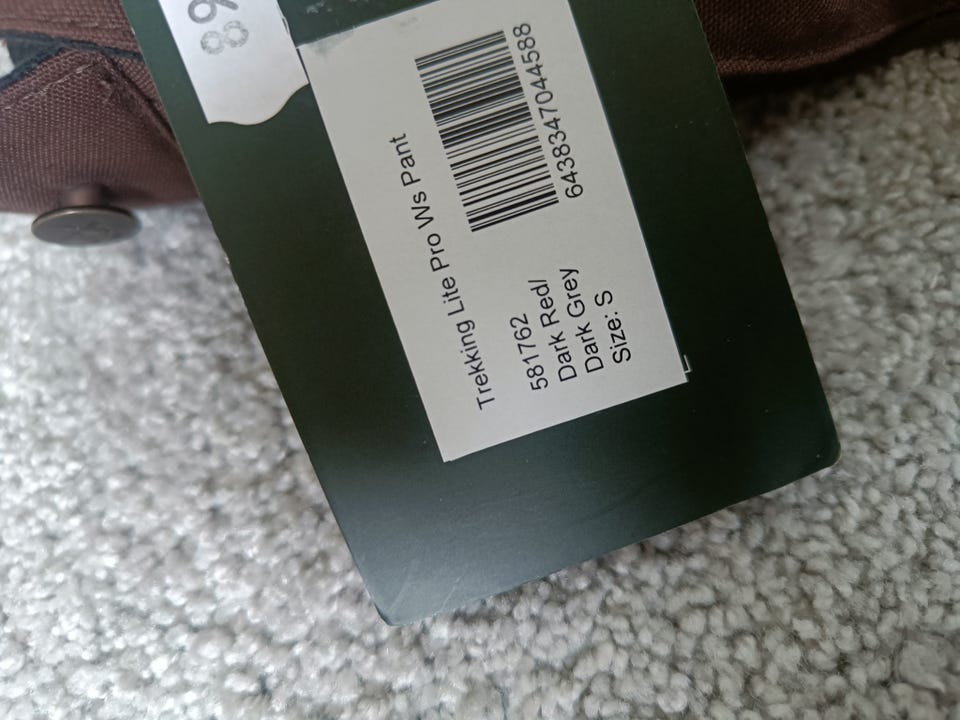 Trekking Lite Pro Ws Pant
6438347044588
581762
Dark Red/
Dark Grey
Size: S